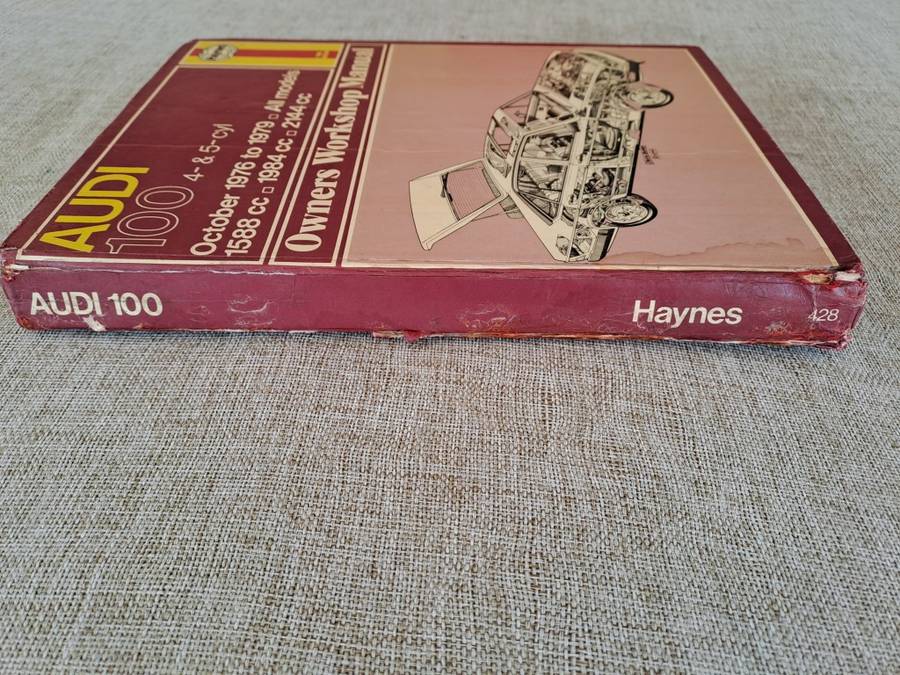 AUDI
100 4- & 5- cyl
October 1976 to 1979 □ All models
1588 cc □ 1984 cc □ 2144 cc
Owners Workshop Manual
AUDI 100
Haynes
428